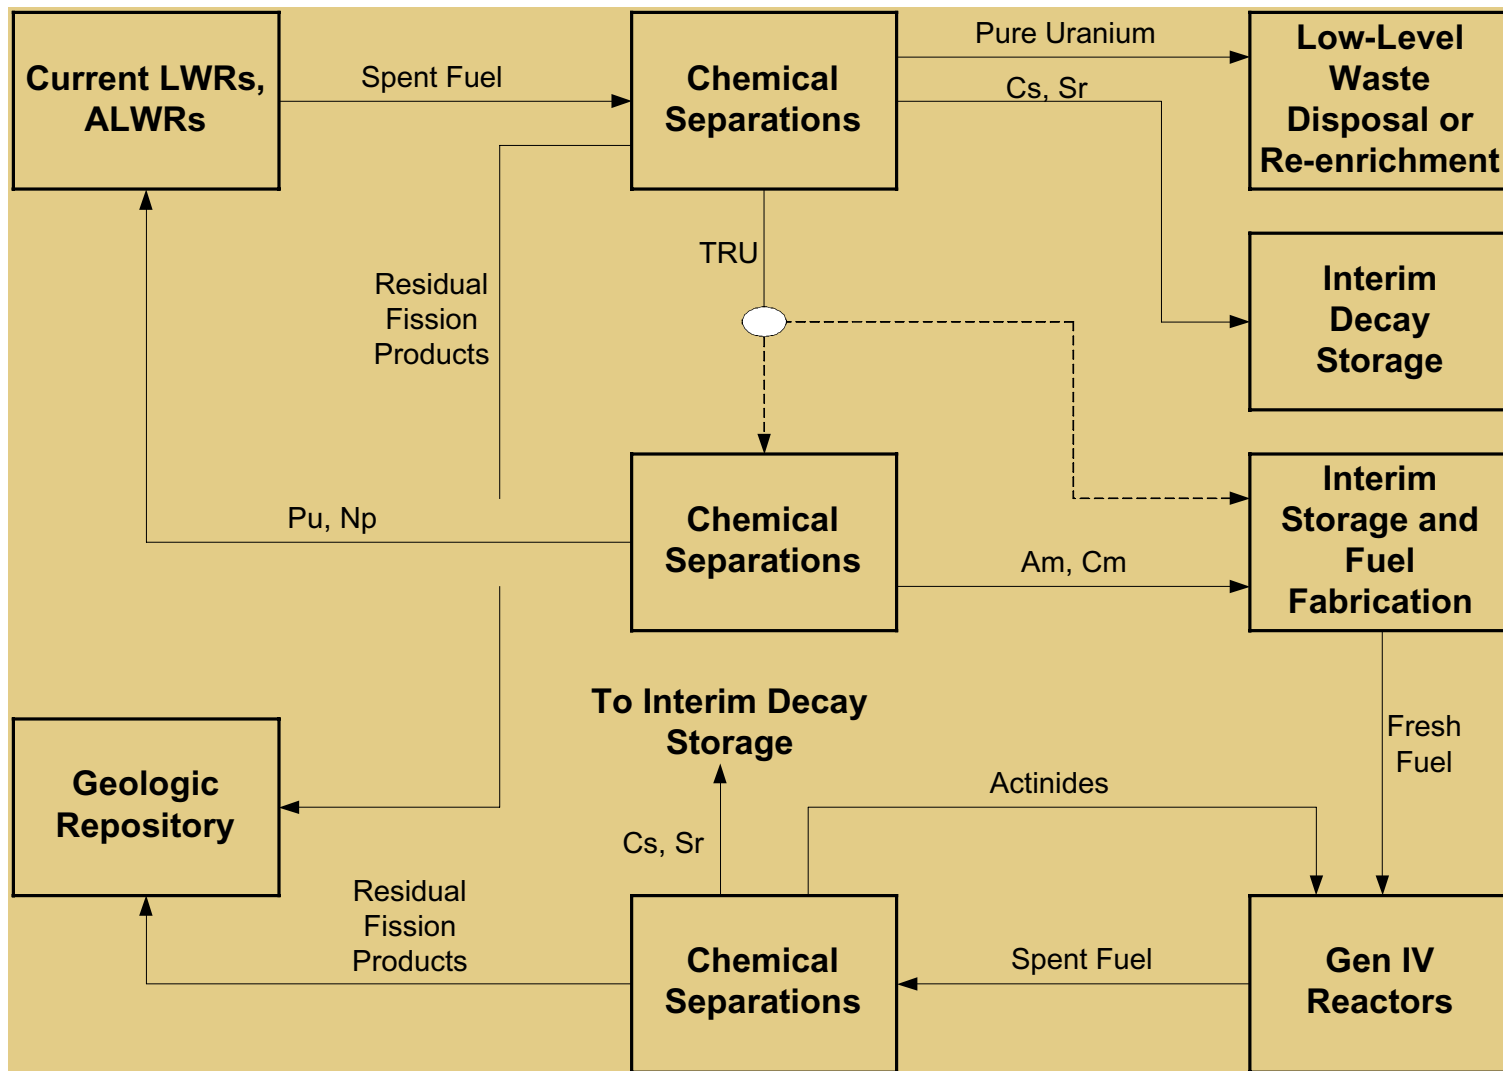 Current LWRs,
ALWRs
Spent Fuel
Chemical
Separations
Pure Uranium
Cs, Sr
Low-Level
Waste
Disposal or
Re-enrichment
TRU
Residual
Fission
Products
Interim
Decay
Storage
Pu, Np
Chemical
Separations
Am, Cm
Interim
Storage and
Fuel
Fabrication
To Interim Decay
Storage
Fresh
Fuel
Geologic
Repository
Actinides
Cs, Sr
Residual
Fission
Products
Chemical
Separations
Spent Fuel
Gen IV
Reactors